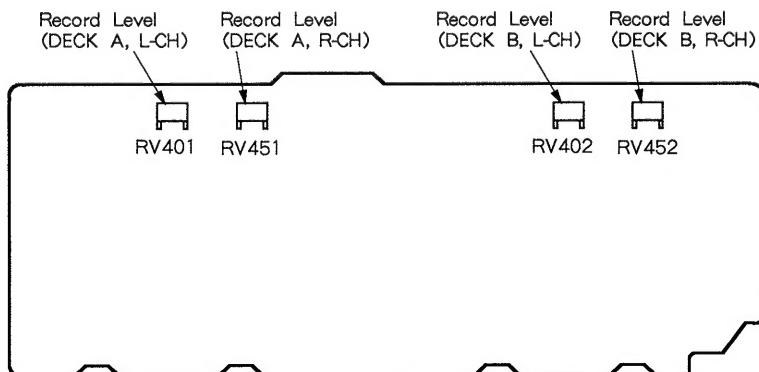 Record Level
(DECK A, L-CH)
Record Level
(DECK A, R-CH)
Record Level
(DECK B, L-CH)
Record Level
(DECK B, R-CH)
RV401
RV451
RV402
RV452